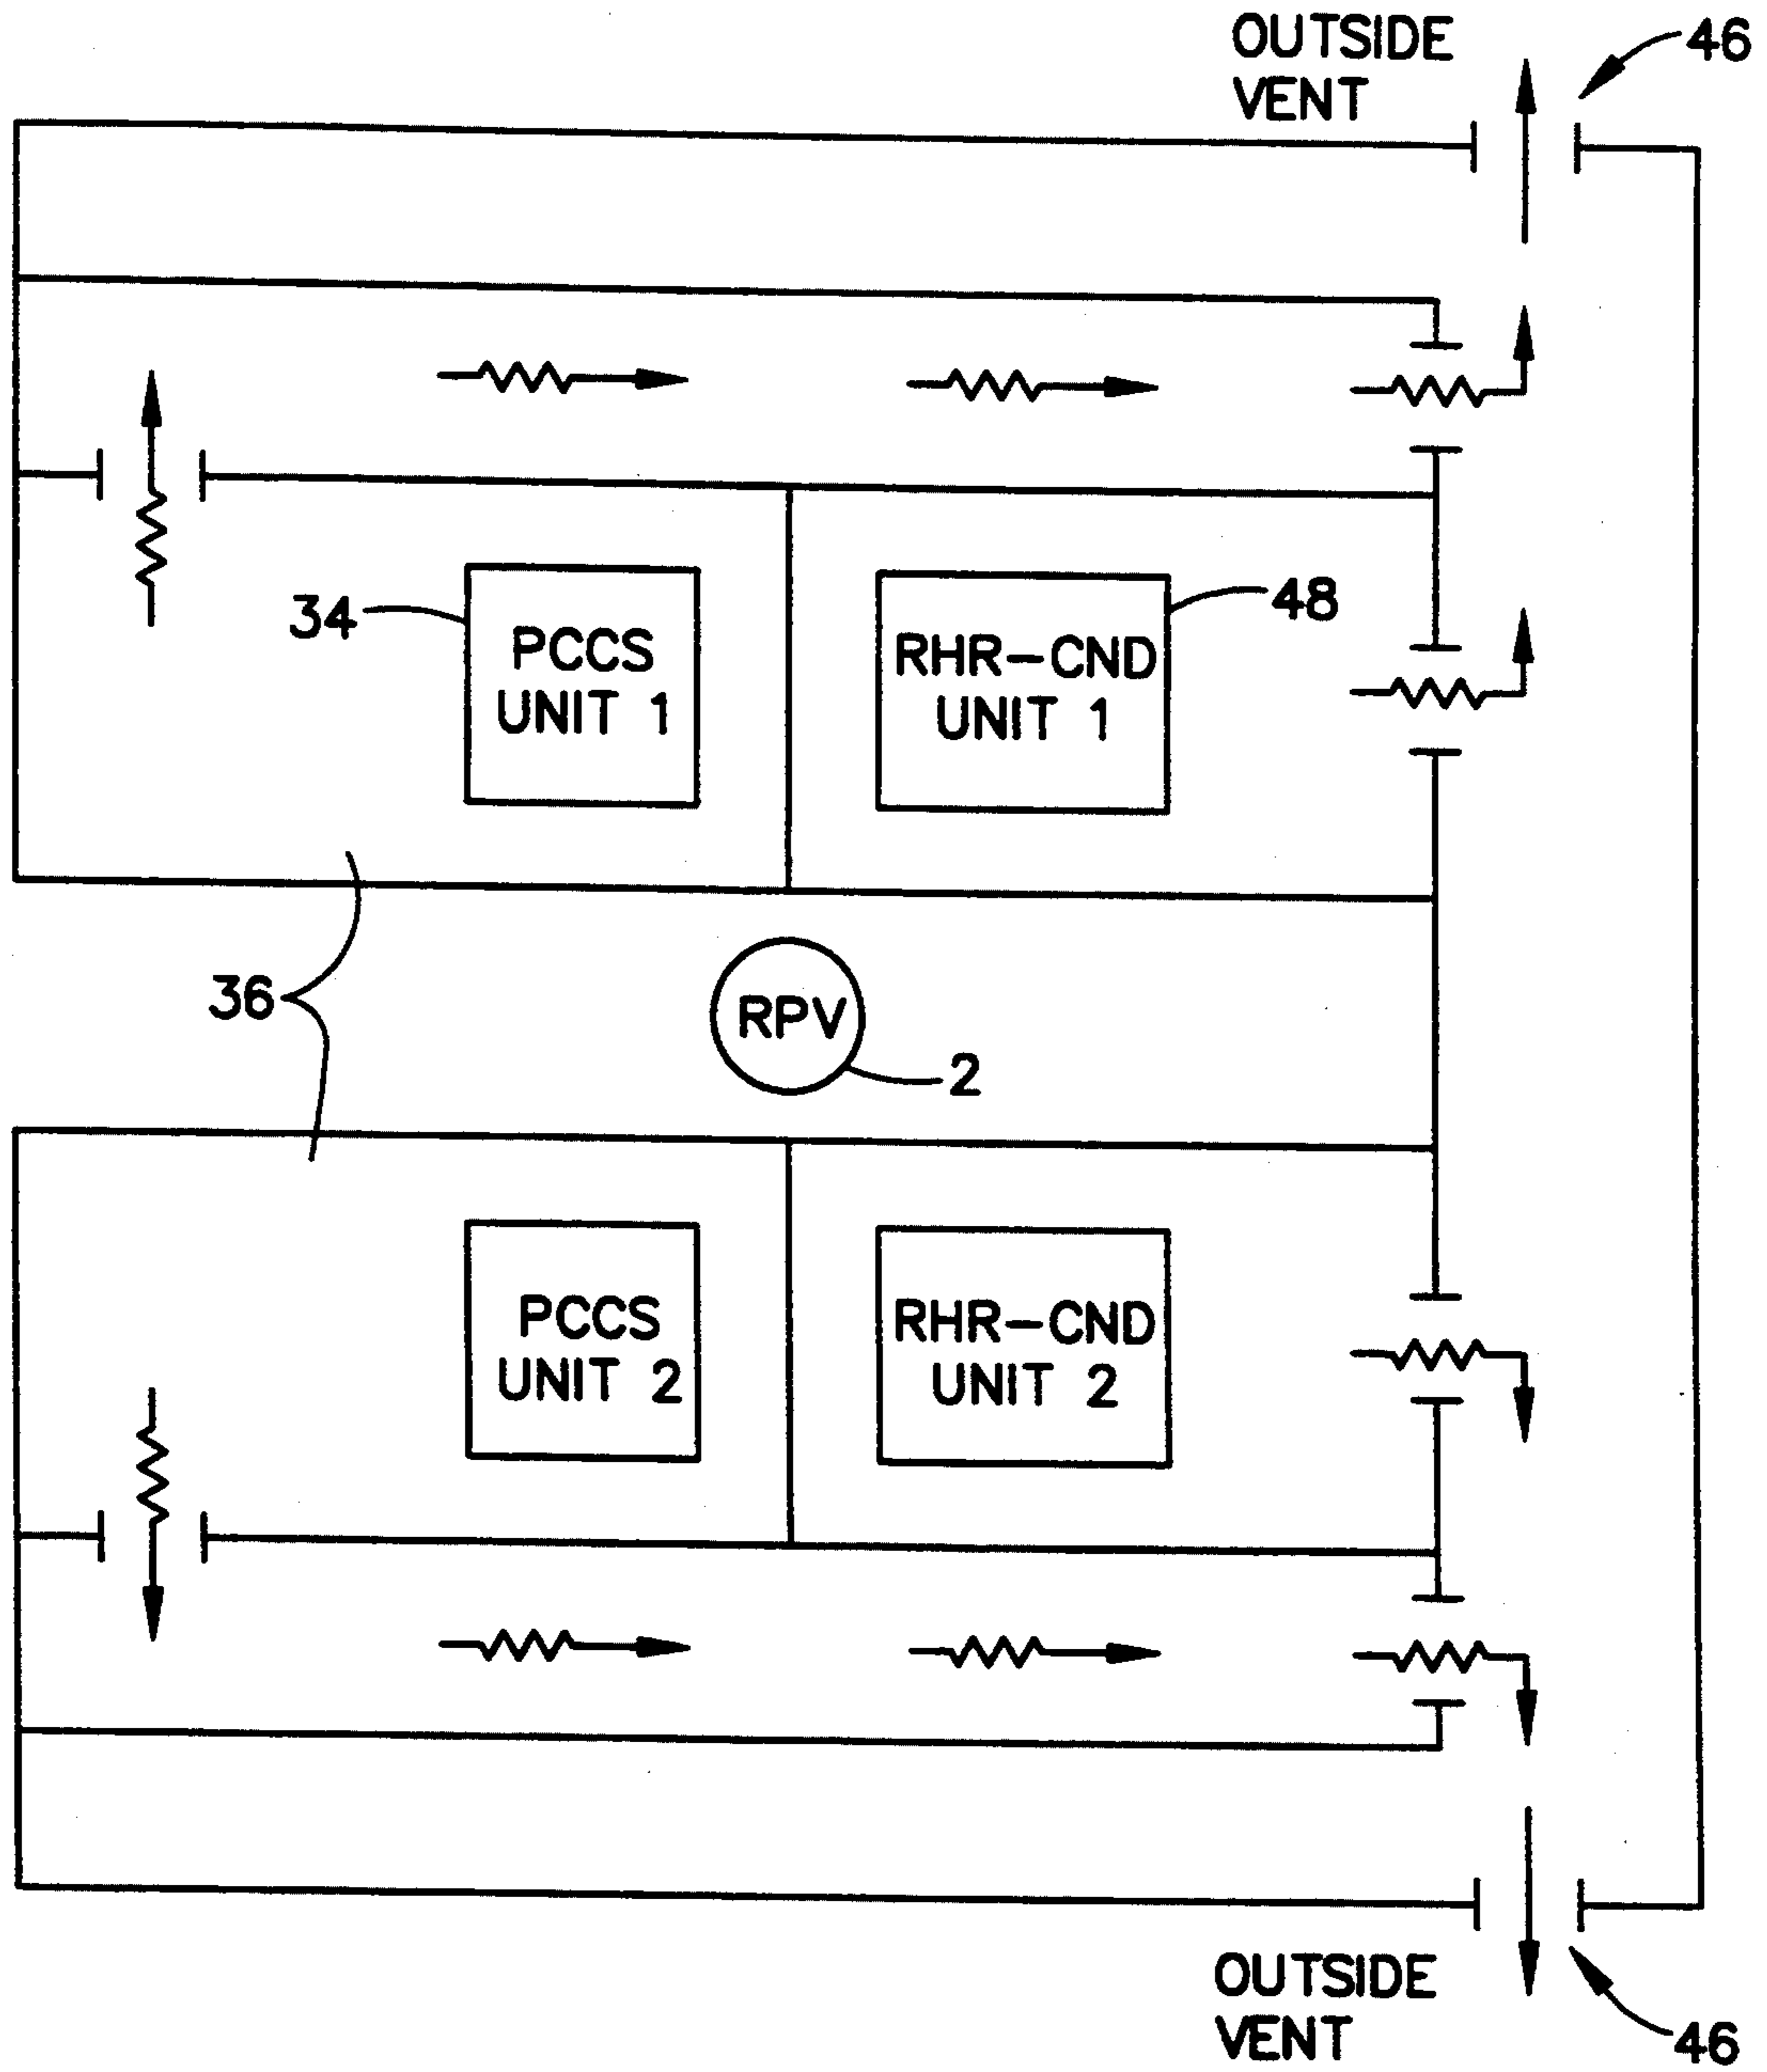 OUTSIDE
VENT
46
34
PCCS
UNIT 1
RHR-CND
UNIT 1
48
36
RPV
2
PCCS
UNIT 2
RHR-CND
UNIT 2
OUTSIDE
VENT
46